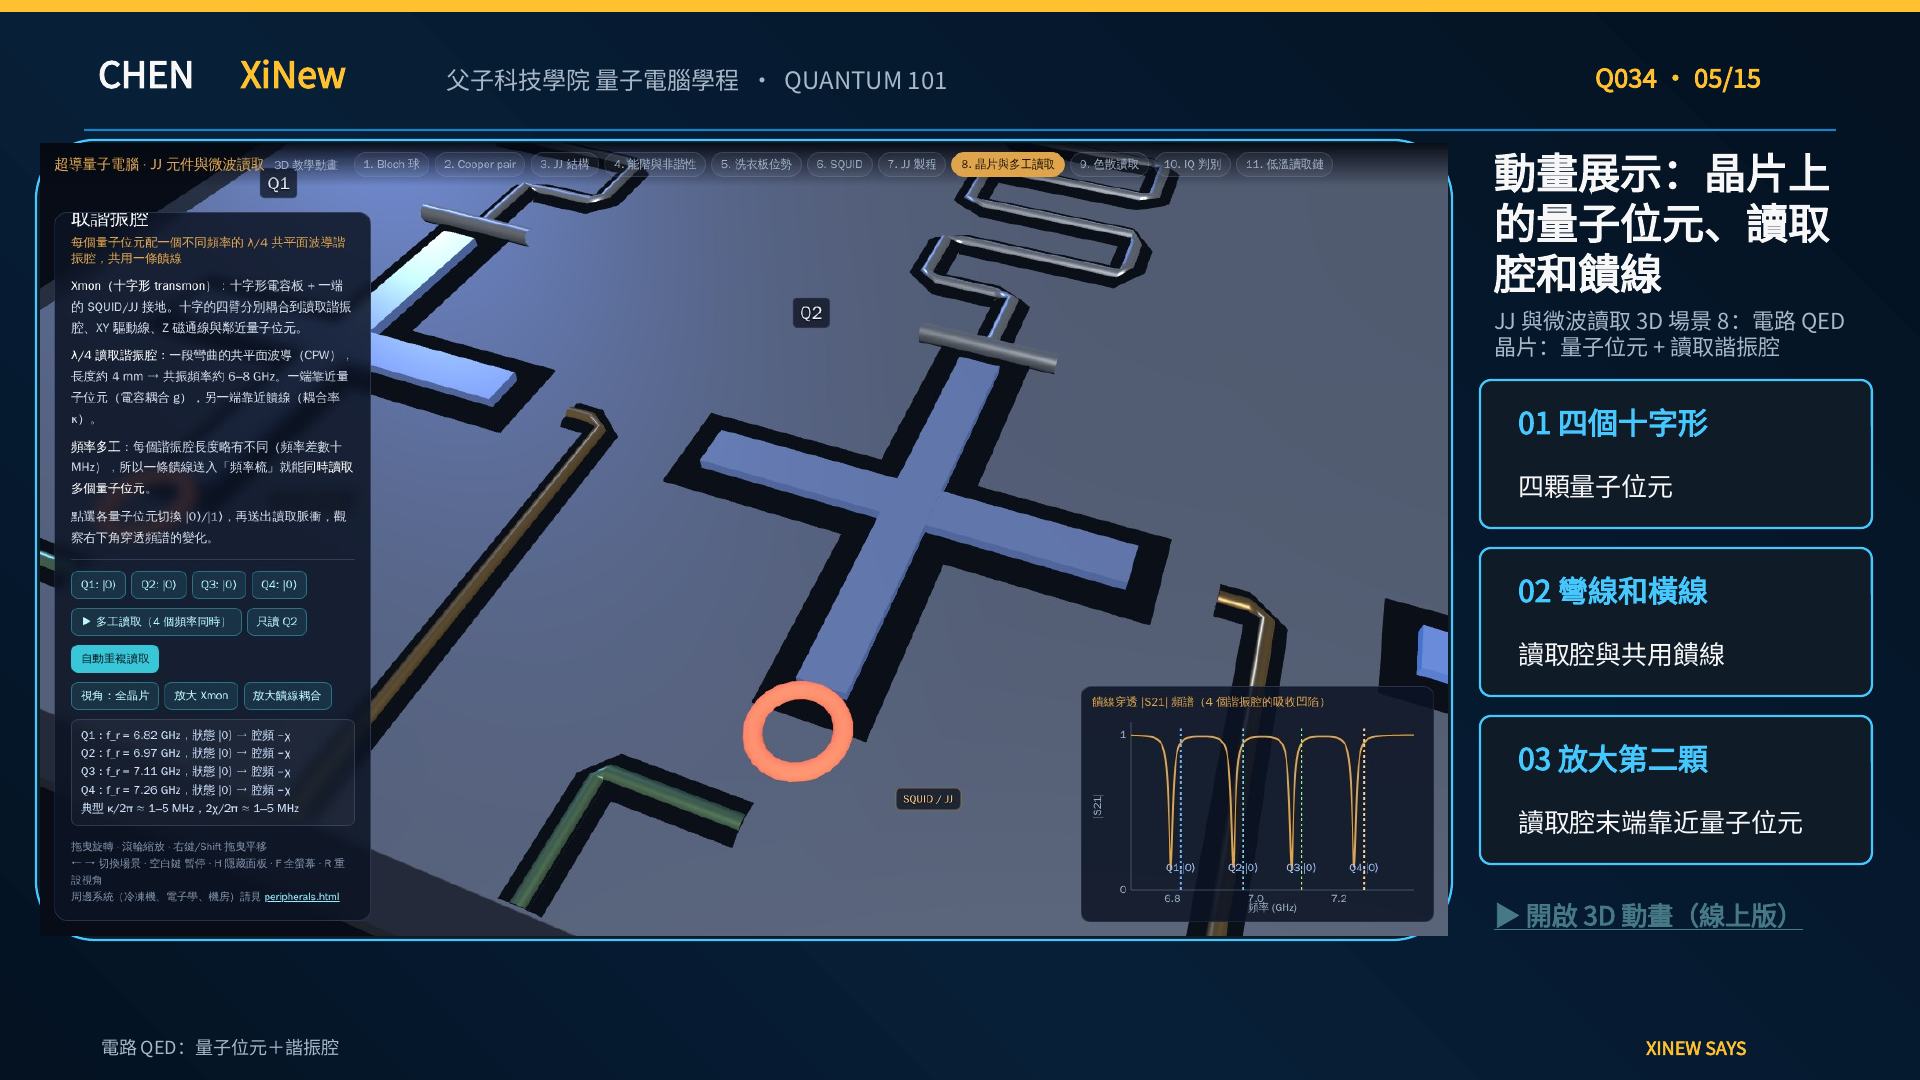 CHEN XiNew 父子科技學院 量子電腦學程 • QUANTUM 101
Q034 • 05/15
超導量子電腦 · JJ 元件與微波讀取 3D 教學動畫
1. Bloch 球
2. Cooper pair
3. JJ 結構
4. 能階與非諧性
5. 洗衣板位勢
6. SQUID
7. JJ 製程
8. 晶片與多工讀取
9. 色散讀取
10. IQ 判別
11. 低溫讀取鏈
Q1
取諧振腔
每個量子位元配一個不同頻率的 λ/4 共平面波導諧
振腔，共用一條饋線
Xmon（十字形 transmon）：十字形電容板 + 一端
的 SQUID/JJ 接地。十字的四臂分別耦合到讀取諧振
腔、XY 驅動線、Z 磁通線與鄰近量子位元。
λ/4 讀取諧振腔：一段彎曲的共平面波導（CPW），
長度約 4 mm → 共振頻率約 6–8 GHz。一端靠近量
子位元（電容耦合 g），另一端靠近饋線（耦合率
κ）。
頻率多工：每個諧振腔長度略有不同（頻率差數十
MHz），所以一條饋線送入「頻率梳」就能同時讀取
多個量子位元。
點選各量子位元切換 |0⟩/|1⟩，再送出讀取脈衝，觀
察右下角穿透頻譜的變化。
Q1: |0⟩
Q2: |0⟩
Q3: |0⟩
Q4: |0⟩
▶ 多工讀取（4 個頻率同時）
只讀 Q2
自動重複讀取
視角：全晶片
放大 Xmon
放大饋線耦合
Q1：f_r = 6.82 GHz，狀態 |0⟩ → 腔頻 −χ
Q2：f_r = 6.97 GHz，狀態 |0⟩ → 腔頻 −χ
Q3：f_r = 7.11 GHz，狀態 |0⟩ → 腔頻 −χ
Q4：f_r = 7.26 GHz，狀態 |0⟩ → 腔頻 −χ
典型 κ/2π ≈ 1–5 MHz，2χ/2π ≈ 1–5 MHz
拖曳旋轉 · 滾輪縮放 · 右鍵/Shift 拖曳平移
← → 切換場景 · 空白鍵 暫停 · H 隱藏面板 · F 全螢幕 · R 重
設視角
周邊系統（冷凍機、電子學、機房）請見 peripherals.html
Q2
SQUID / JJ
饋線穿透 |S21| 頻譜（4 個諧振腔的吸收凹陷）
1
|S21|
0
Q1|0⟩
Q2|0⟩
Q3|0⟩
Q4|0⟩
6.8
7.0
7.2
頻率 (GHz)
動畫展示：晶片上
的量子位元、讀取
腔和饋線
JJ 與微波讀取 3D 場景 8：電路 QED
晶片：量子位元 + 讀取諧振腔
01 四個十字形
四顆量子位元
02 彎線和橫線
讀取腔與共用饋線
03 放大第二顆
讀取腔末端靠近量子位元
▶ 開啟 3D 動畫（線上版）
電路 QED：量子位元＋諧振腔
XINEW SAYS